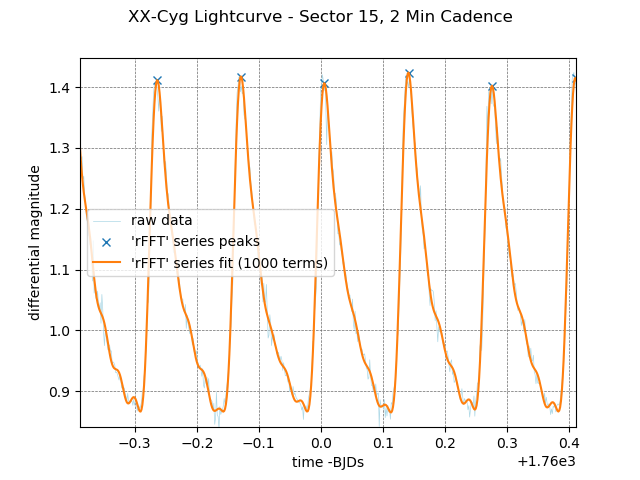 XX-Cyg Lightcurve - Sector 15, 2 Min Cadence
differential magnitude
1.4
1.3
1.2
1.1
1.0
0.9
raw data
'rFFT' series peaks
'rFFT' series fit (1000 terms)
−0.3 −0.2 −0.1 0.0 0.1 0.2 0.3 0.4
time -BJDs
+1.76e3